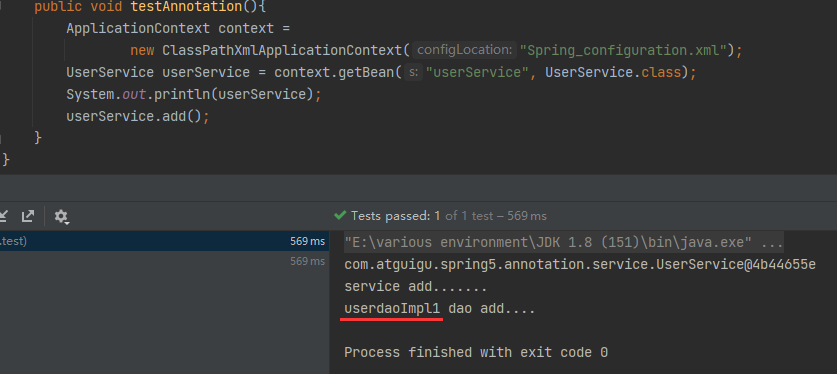 public void testAnnotation(){
ApplicationContext context =
new ClassPathXmlApplicationContext( configLocation: "Spring_configuration.xml");
UserService userService = context.getBean( s: "userService", UserService.class);
System.out.println(userService);
userService.add();
}
}
Tests passed: 1 of 1 test – 569 ms
.test) 569 ms
569 ms
"E:\various environment\JDK 1.8 (151)\bin\java.exe" ...
com.atguigu.spring5.annotation.service.UserService@4b44655e
service add.......
userdaoImpl1 dao add....
Process finished with exit code 0